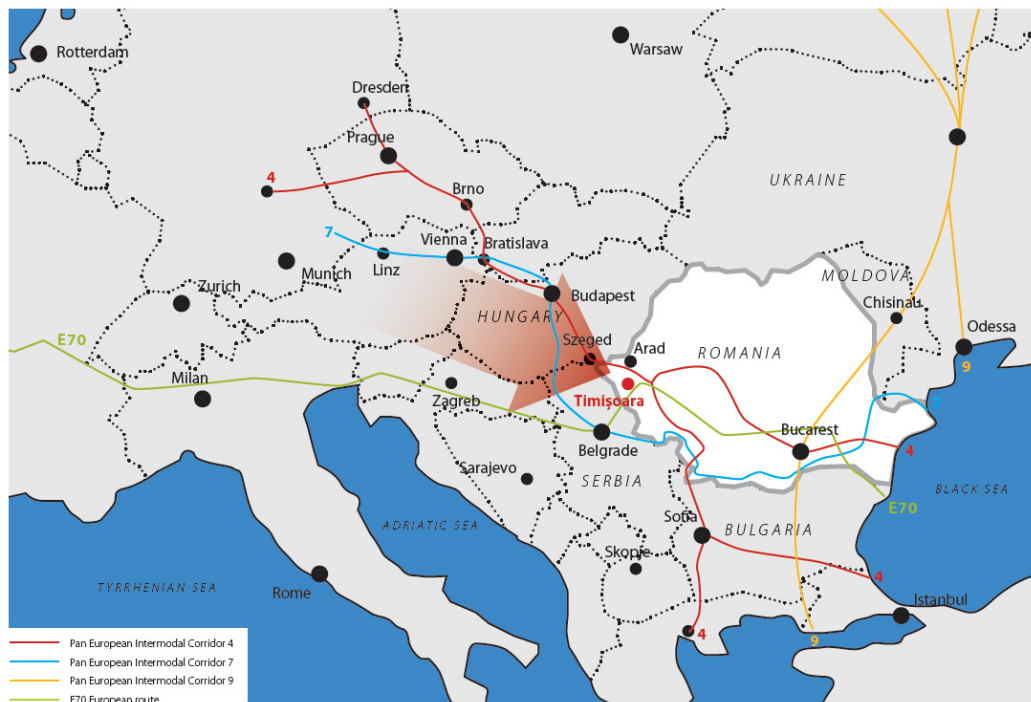 Rotterdam
Warsaw
Dresden
Prague
UKRAINE
4
Brno
7
Vienna
Bratislava
Linz
Munich
MOLDOVA
Zurich
Budapest
Chisinau
HUNGARY
Odessa
E70
Szeged
Arad
ROMANIA
9
Milan
Zagreb
Timișoara
7
Bucarest
Belgrade
4
Sarajevo
SERBIA
BLACK SEA
E70
ADRIATIC SEA
Sofia
BULGARIA
Skopje
4
TYRRHENIAN SEA
Rome
Istanbul
4
9
Pan European Intermodal Corridor 4
Pan European Intermodal Corridor 7
Pan European Intermodal Corridor 9
E70 European route